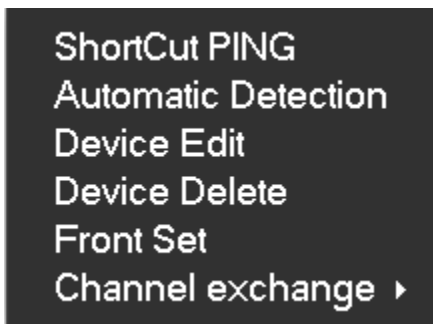 ShortCut PING
Automatic Detection
Device Edit
Device Delete
Front Set
Channel exchange